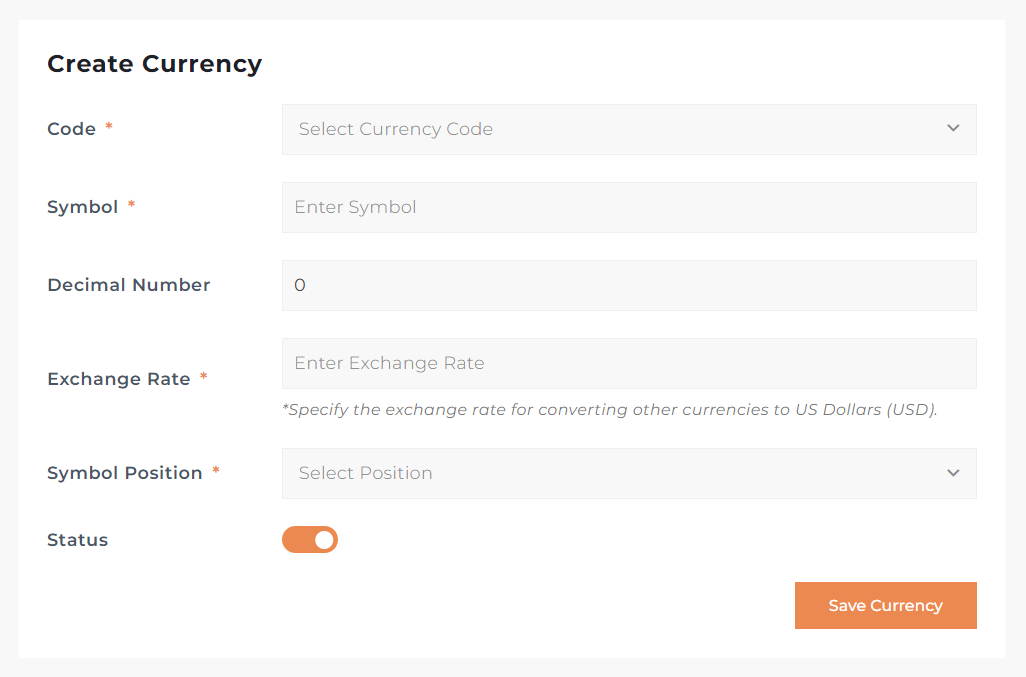 Create Currency
Code *
Select Currency Code
Symbol *
Enter Symbol
Decimal Number
0
Exchange Rate *
Enter Exchange Rate
*Specify the exchange rate for converting other currencies to US Dollars (USD).
Symbol Position *
Select Position
Status
Save Currency